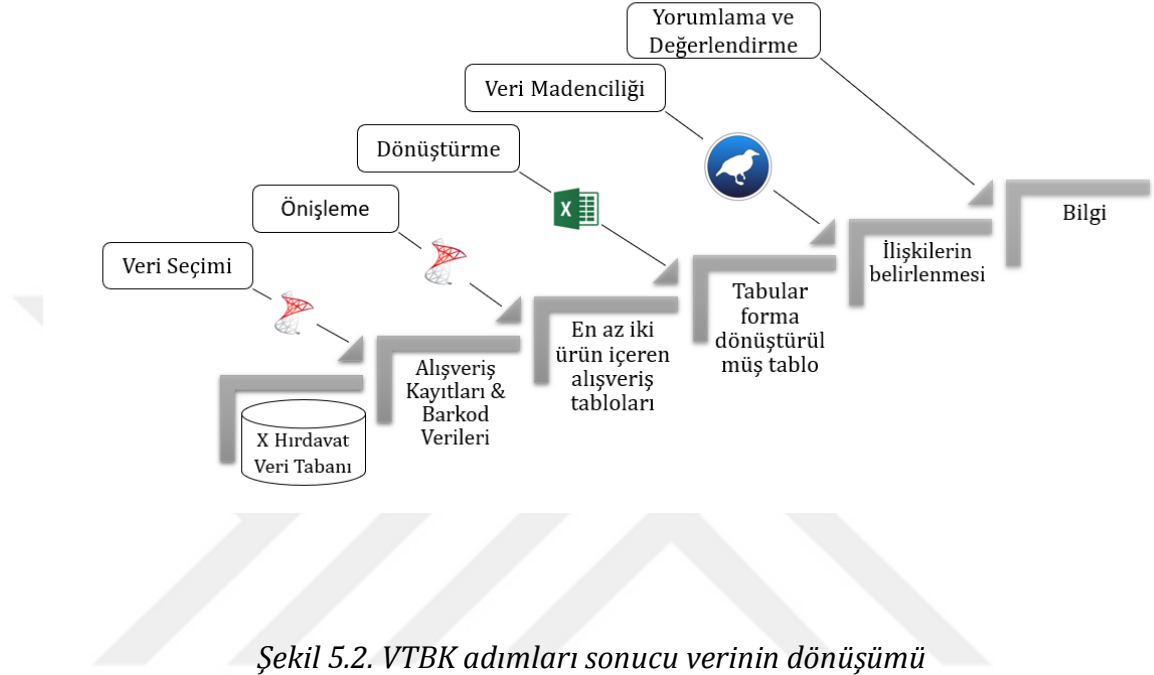 Yorumlama ve
Değerlendirme
Veri Madenciliği
Dönüştürme
Önişleme
Veri Seçimi
X Hırdavat
Veri Tabanı
Alışveriş
Kayıtları &
Barkod
Verileri
En az iki
ürün içeren
alışveriş
tabloları
Tabular
forma
dönüştürül
müş tablo
İlişkilerin
belirlenmesi
Bilgi
X
Şekil 5.2. VTBK adımları sonucu verinin dönüşümü